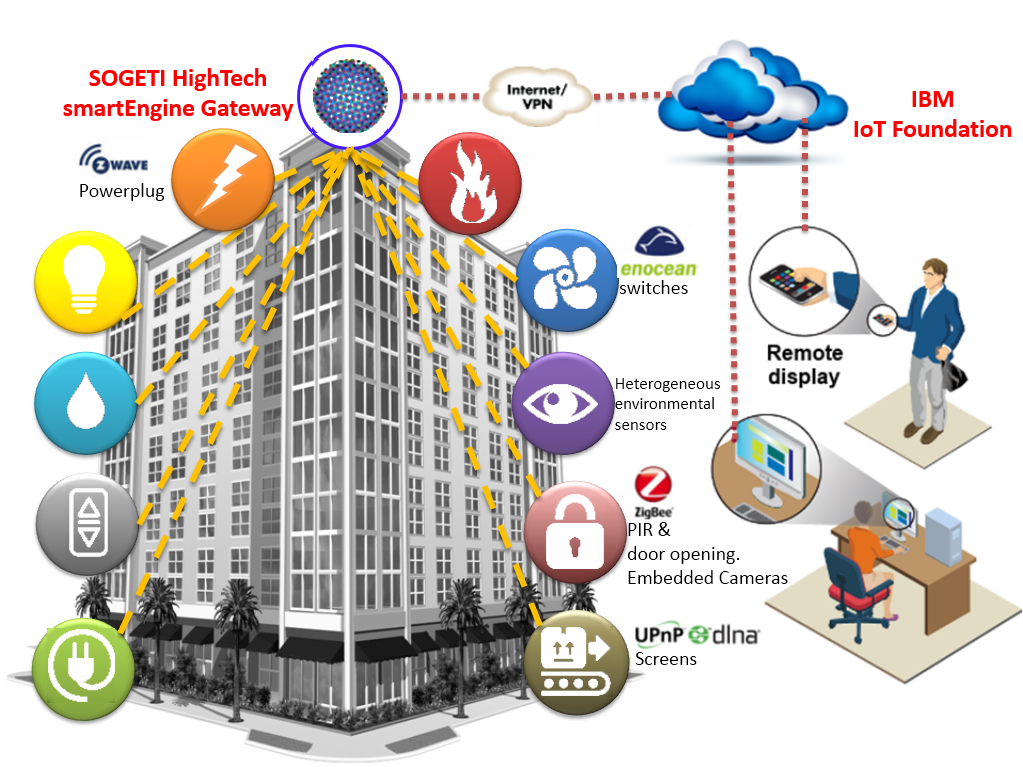 SOGETI HighTech
smartEngine Gateway
Internet/
VPN
IBM
IoT Foundation
Z WAVE
Powerplug
enocean
switches
Remote
display
Heterogeneous
environmental
sensors
ZigBee
PIR &
door opening.
Embedded Cameras
UPnP dlna
Screens